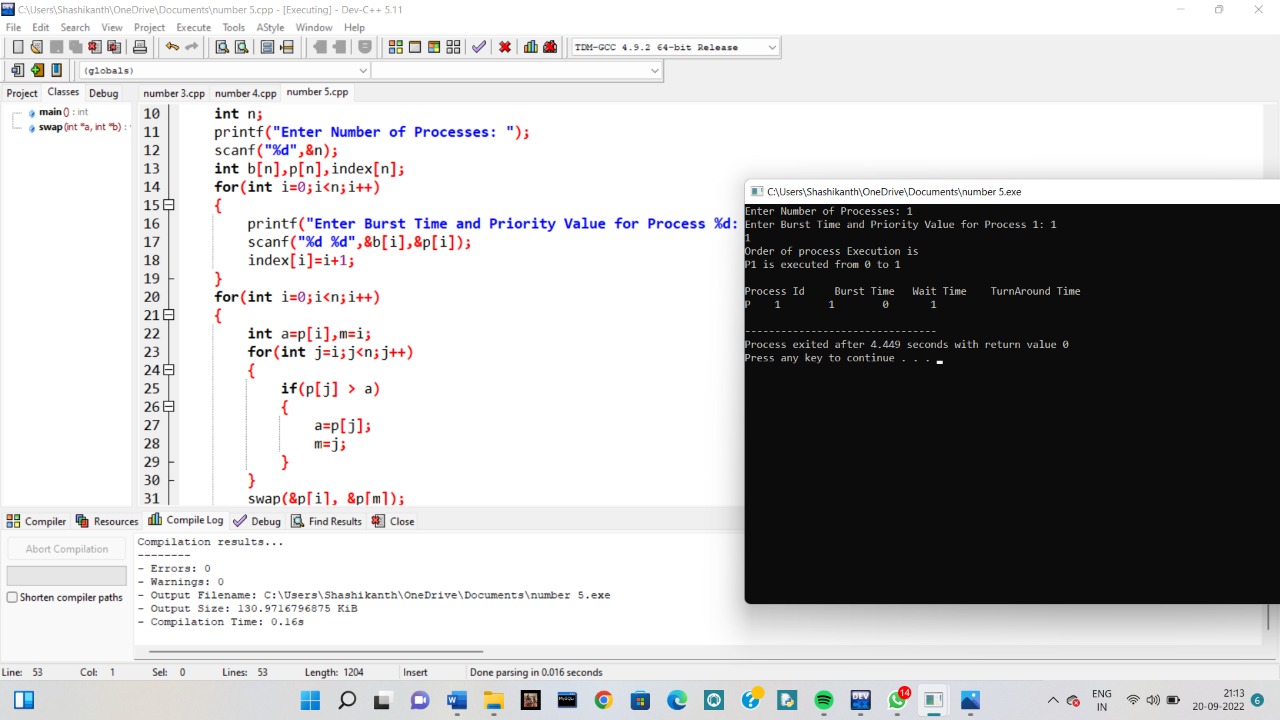 C:\Users\Shashikanth\OneDrive\Documents\number 5.cpp - [Executing] - Dev-C++ 5.11
File Edit Search View Project Execute Tools AStyle Window Help
TDM-GCC 4.9.2 64-bit Release
(globals)
Project Classes Debug
number 3.cpp number 4.cpp number 5.cpp
main () : int
swap (int *a, int *b) :
10 int n;
11 printf("Enter Number of Processes: ");
12 scanf("%d",&n);
13 int b[n],p[n],index[n];
14 for(int i=0;i<n;i++)
15 {
16 printf("Enter Burst Time and Priority Value for Process %d:
17 scanf("%d %d",&b[i],&p[i]);
18 index[i]=i+1;
19 }
20 for(int i=0;i<n;i++)
21 {
22 int a=p[i],m=i;
23 for(int j=i;j<n;j++)
24 {
25 if(p[j] > a)
26 {
27 a=p[j];
28 m=j;
29 }
30 }
31 swap(&p[i], &p[m]);
C:\Users\Shashikanth\OneDrive\Documents\number 5.exe
Enter Number of Processes: 1
Enter Burst Time and Priority Value for Process 1: 1
1
Order of process Execution is
P1 is executed from 0 to 1
Process Id Burst Time Wait Time TurnAround Time
P 1 1 0 1
--------------------------------
Process exited after 4.449 seconds with return value 0
Press any key to continue . . .
Compiler Resources Compile Log Debug Find Results Close
Abort Compilation
Shorten compiler paths
Compilation results...
--------
- Errors: 0
- Warnings: 0
- Output Filename: C:\Users\Shashikanth\OneDrive\Documents\number 5.exe
- Output Size: 130.9716796875 KiB
- Compilation Time: 0.16s
Line: 53 Col: 1 Sel: 0 Lines: 53 Length: 1204 Insert Done parsing in 0.016 seconds
DEV
14
ENG
IN
20-09-2022
6